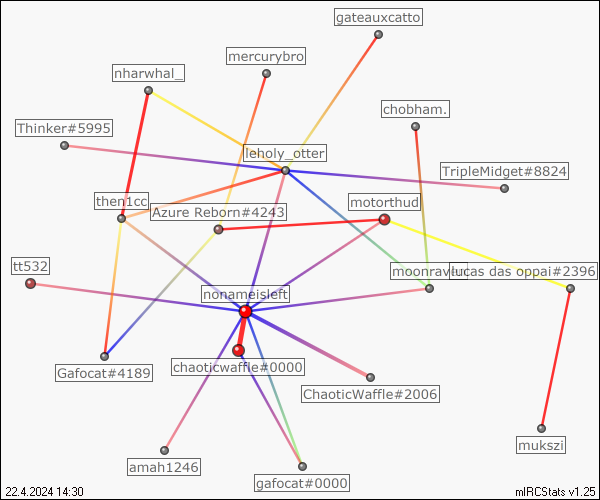 gateauxcatto
mercurybro
nharwhal_
chobham.
Thinker#5995
leholy_otter
TripleMidget#8824
then1cc
Azure Reborn#4243
motorthud
tt532
lucas das oppai#2396
nonameisleft
Gafocat#4189
chaoticwaffle#0000
ChaoticWaffle#2006
mukszi
amah1246
gafocat#0000
22.4.2024 14:30
mIRCStats v1.25